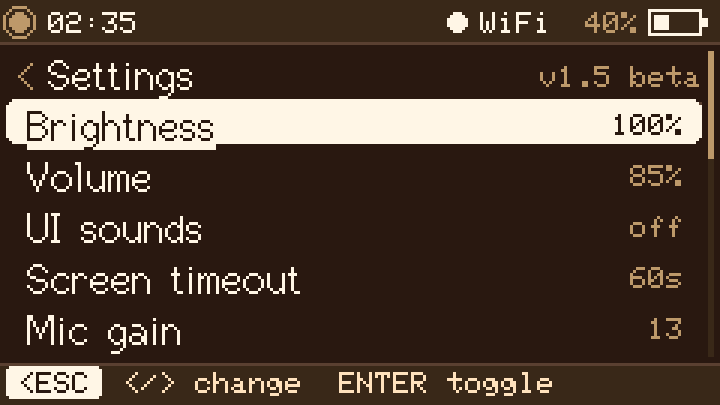 02:35 WiFi 40%
< Settings v1.5 beta
Brightness 100%
Volume 85%
UI sounds off
Screen timeout 60s
Mic gain 13
<ESC </> change ENTER toggle